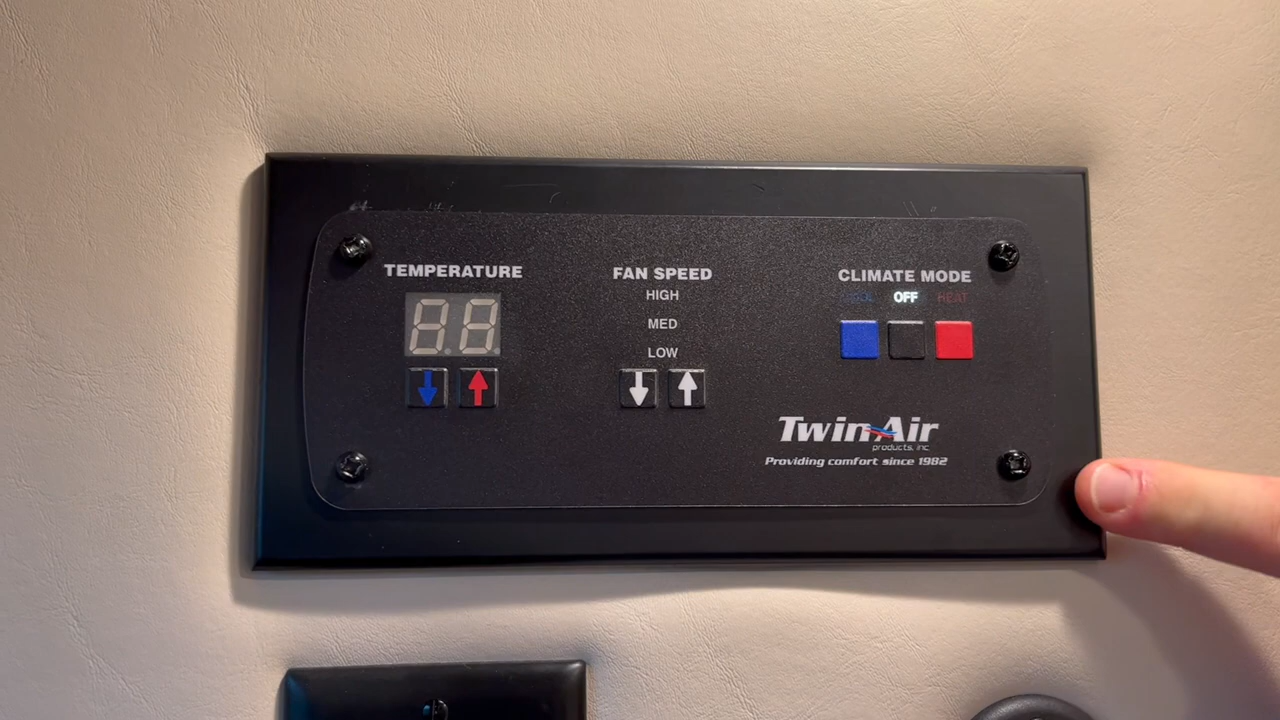 TEMPERATURE
FAN SPEED
HIGH
MED
LOW
CLIMATE MODE
COOL OFF HEAT
TwinAir
products, inc
Providing comfort since 1982